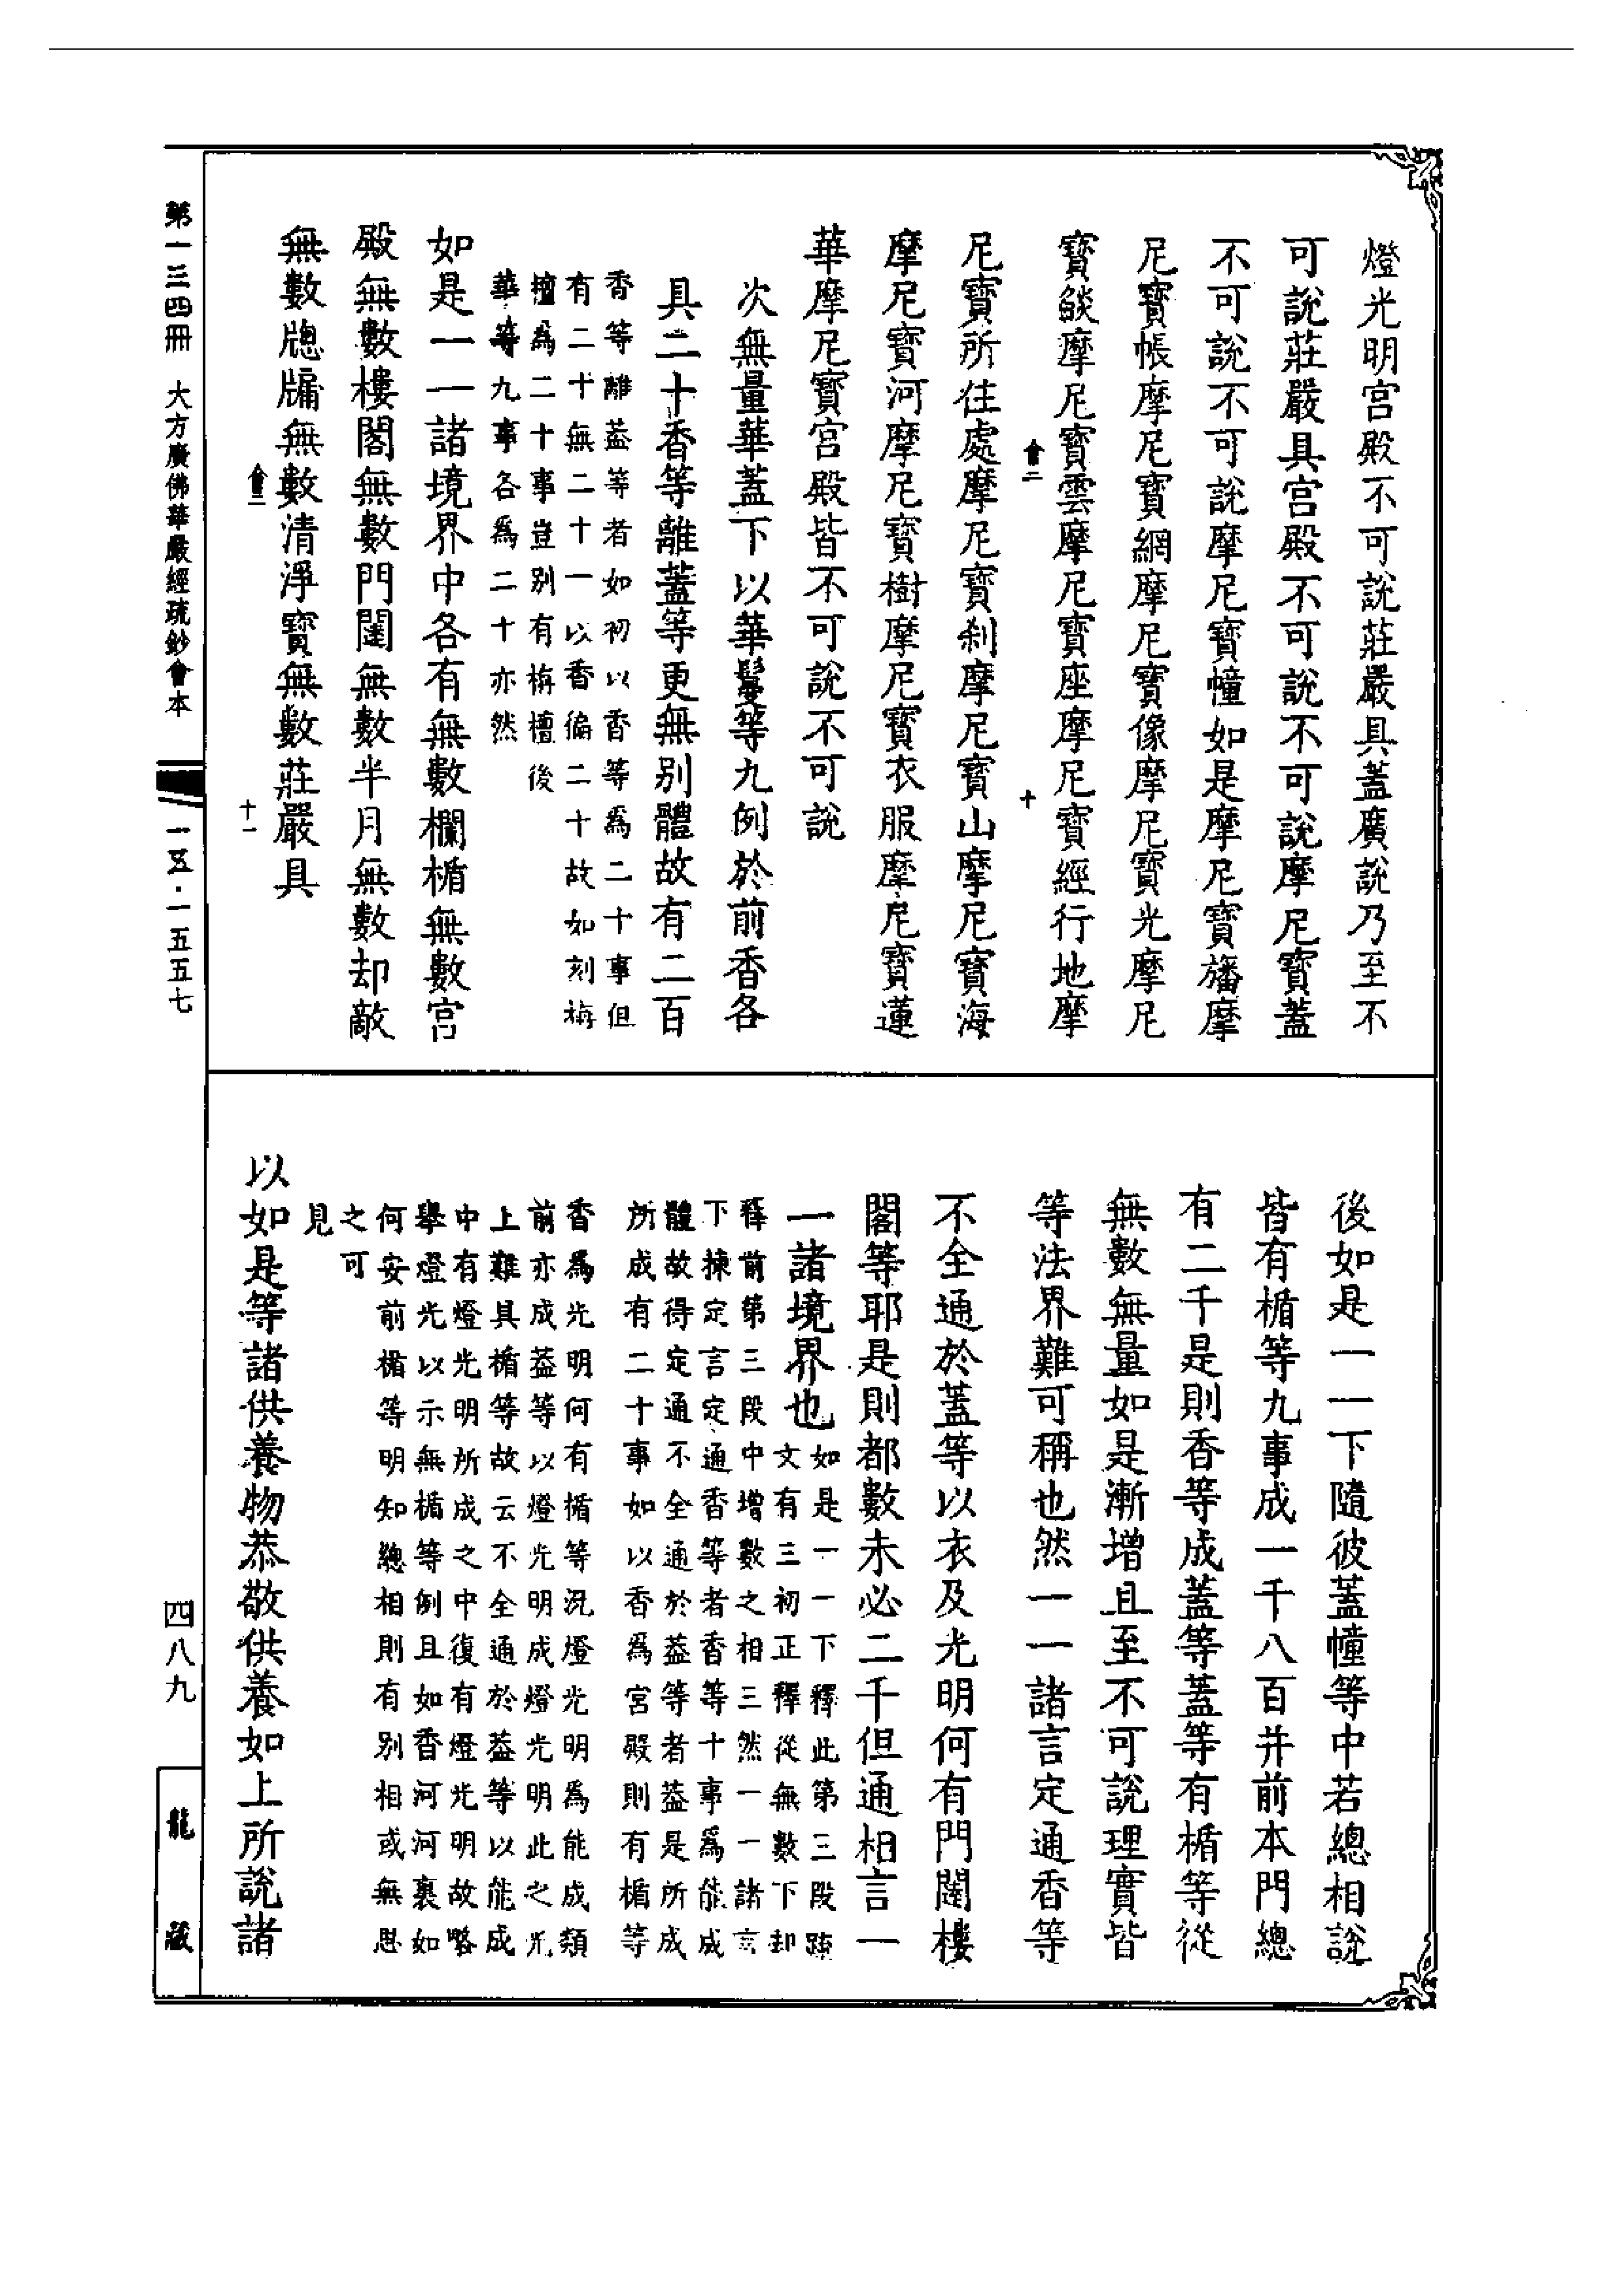 燈光明宮殿不可說莊嚴具蓋廣說乃至不
可說莊嚴具宮殿不可說不可說摩尼寶蓋
不可說不可說摩尼寶幢如是摩尼寶旛摩
尼寶帳摩尼寶網摩尼寶像摩尼寶光摩尼
寶燄摩尼寶雲摩尼寶座摩尼寶經行地摩
會二
十
尼寶所住處摩尼寶刹摩尼寶山摩尼寶海
摩尼寶河摩尼寶樹摩尼寶衣服摩尼寶蓮
華摩尼寶宮殿皆不可說不可說
次無量華蓋下以華鬘等九例於前香各
具二十香等離蓋等更無別體故有二百
香等離葢等者如初以香等爲二十事但
有二十無二十一以香徧二十故如刻栴
檀爲二十事豈別有栴檀後
華等九事各爲二十亦然
如是一一諸境界中各有無數欄楯無數宮
殿無數樓閣無數門闥無數半月無數却敵
無數牕牖無數清淨寶無數莊嚴具
會二
十一
後如是一一下隨彼蓋幢等中若總相說
皆有楯等九事成一千八百并前本門總
有二千是則香等成蓋等蓋等有楯等從
無數無量如是漸增且至不可說理實皆
等法界難可稱也然一一諸言定通香等
不全通於蓋等以衣及光明何有門闥樓
閣等耶是則都數未必二千但通相言一
一諸境界也如是一一下釋此第三段疏
文有三初正釋從無數下卸
釋前第三段中增數之相三然一一諸言
下揀定言定通香等者香等十事爲能成
體故得定通不全通於葢等者葢是所成
所成有二十事如以香爲宮殿則有楯等
香爲光明何有楯等況燈光明爲能成類
前亦成葢等以燈光明成燈光明此之光
上難具楯等故云不全通於葢等以能成
中有燈光明所成之中復有燈光明故略
舉燈光以示無楯等例且如香河河裏如
何安前楯等明知總相則有別相或無思
之可
見
以如是等諸供養物恭敬供養如上所說諸
第一三四冊 大方廣佛華嚴經疏鈔會本
一五·一五五七
四八九
龍藏